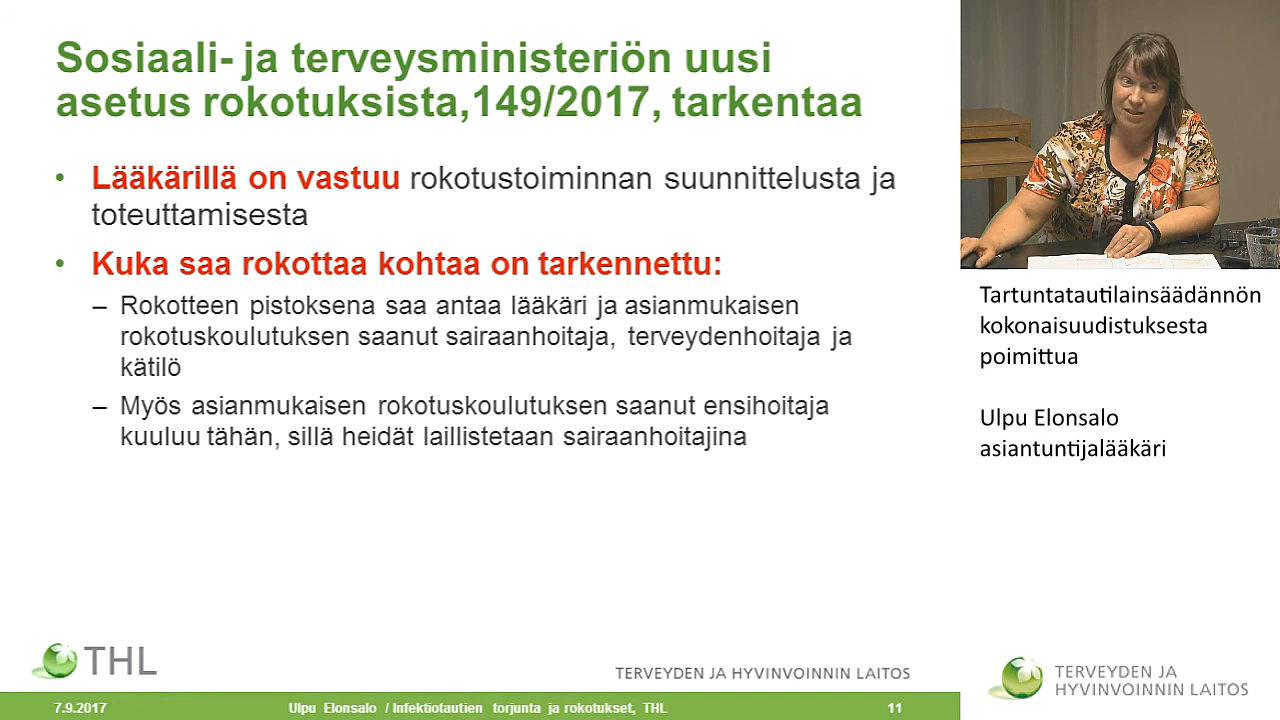 Sosiaali- ja terveysministeriön uusi
asetus rokotuksista,149/2017, tarkentaa
• Lääkärillä on vastuu rokotustoiminnan suunnittelusta ja
toteuttamisesta
• Kuka saa rokottaa kohtaa on tarkennettu:
– Rokotteen pistoksena saa antaa lääkäri ja asianmukaisen
rokotuskoulutuksen saanut sairaanhoitaja, terveydenhoitaja ja
kätilö
– Myös asianmukaisen rokotuskoulutuksen saanut ensihoitaja
kuuluu tähän, sillä heidät laillistetaan sairaanhoitajina
THL
TERVEYDEN JA HYVINVOINNIN LAITOS
7.9.2017 Ulpu Elonsalo / Infektiotautien torjunta ja rokotukset, THL 11
Tartuntatautilainsäädännön
kokonaisuudistuksesta
poimittua
Ulpu Elonsalo
asiantuntijalääkäri
TERVEYDEN JA
HYVINVOINNIN LAITOS